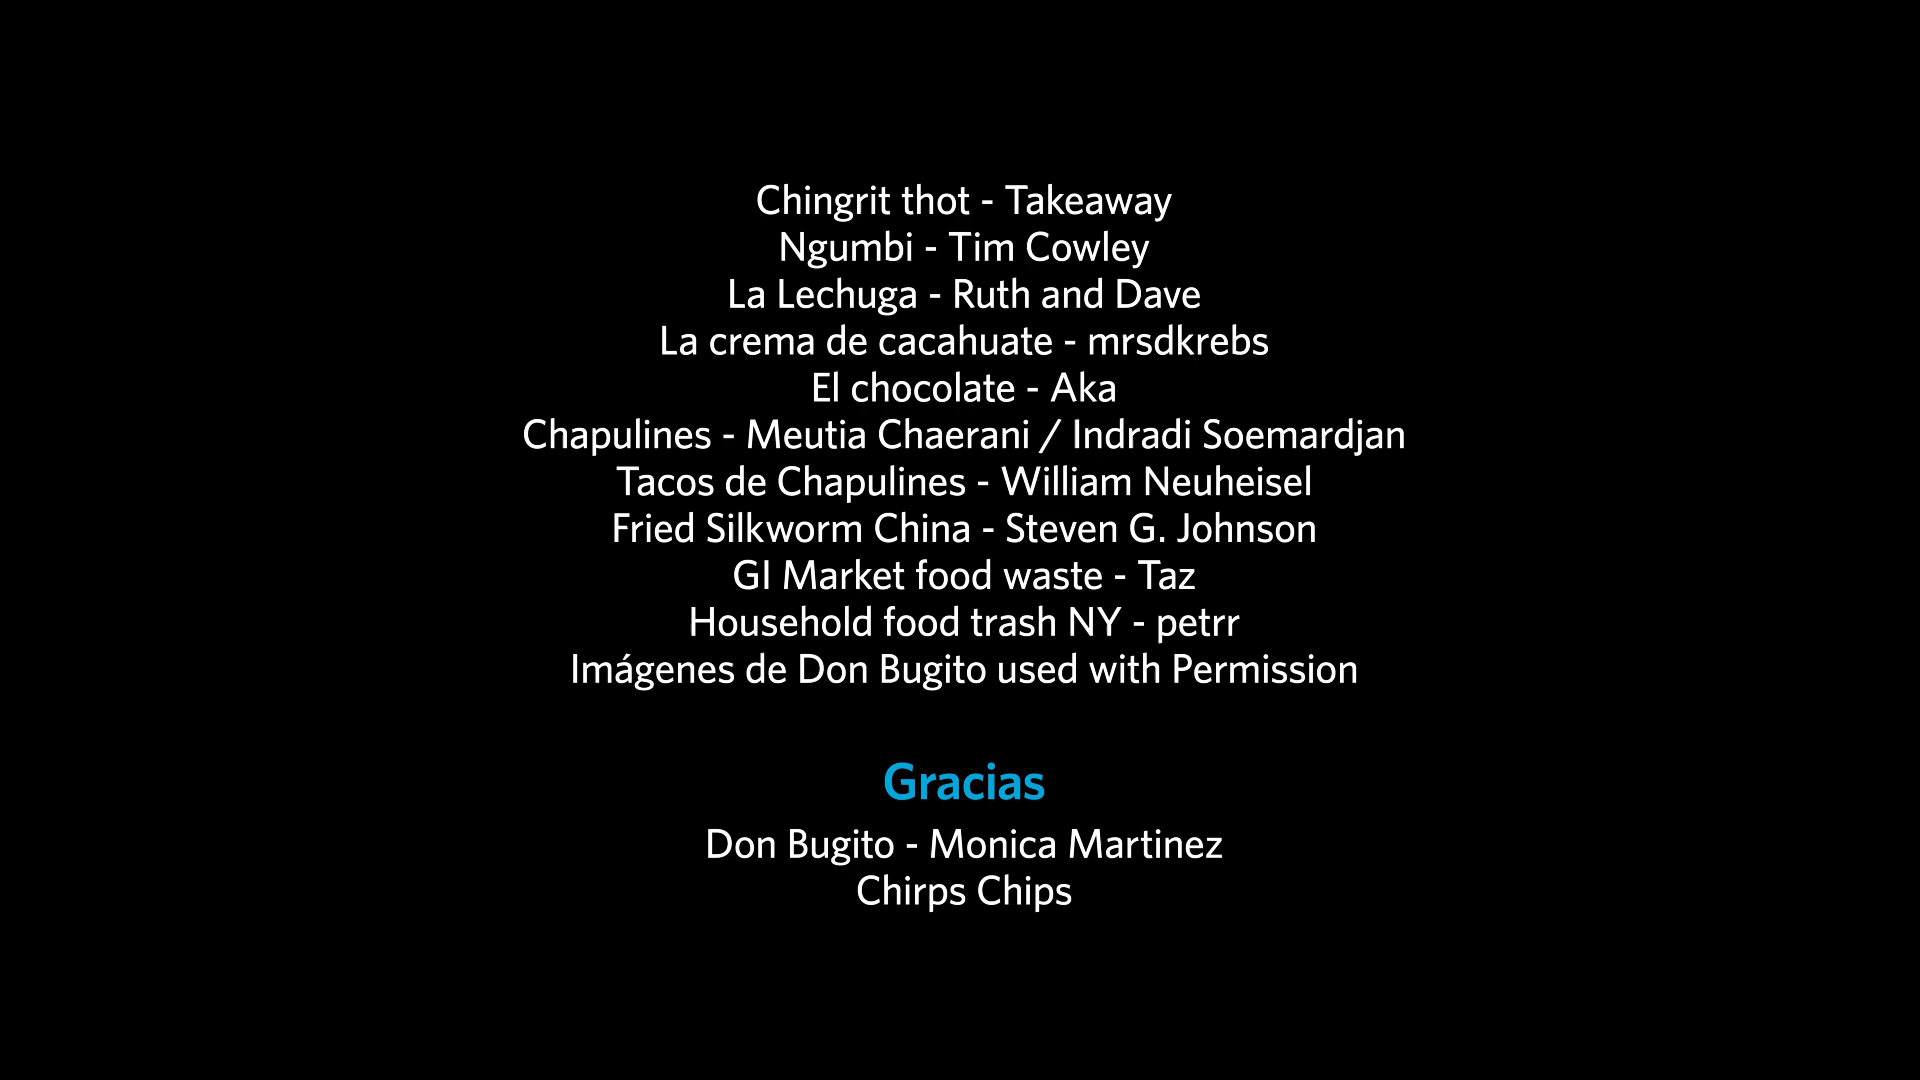 Chingrit thot - Takeaway
Ngumbi - Tim Cowley
La Lechuga - Ruth and Dave
La crema de cacahuate - mrsdkrebs
El chocolate - Aka
Chapulines - Meutia Chaerani / Indradi Soemardjan
Tacos de Chapulines - William Neuheisel
Fried Silkworm China - Steven G. Johnson
GI Market food waste - Taz
Household food trash NY - petrr
Imágenes de Don Bugito used with Permission
Gracias
Don Bugito - Monica Martinez
Chirps Chips